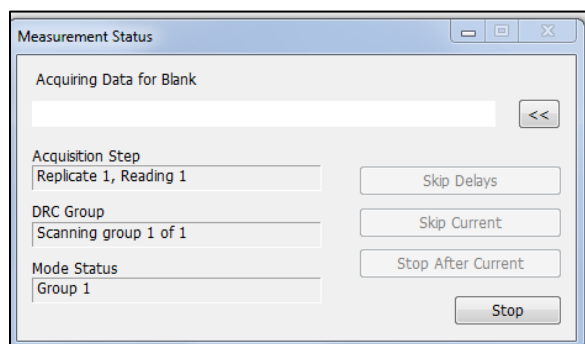 Measurement Status
Acquiring Data for Blank
<<
Acquisition Step
Replicate 1, Reading 1
Skip Delays
DRC Group
Scanning group 1 of 1
Skip Current
Mode Status
Group 1
Stop After Current
Stop